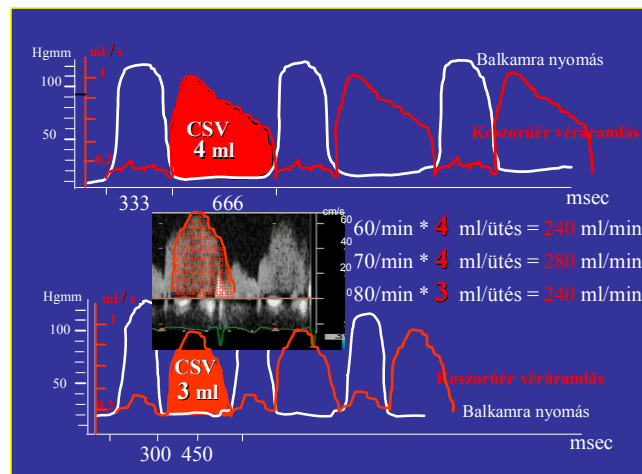 Hgmm
ml / s
Balkamra nyomás
100
1
50
CSV
4 ml
Koszorúér véráramlás
0.2
333
666
msec
cm/s
60
40
20
0
60/min * 4 ml/ütés = 240 ml/min
70/min * 4 ml/ütés = 280 ml/min
80/min * 3 ml/ütés = 240 ml/min
Hgmm
ml / s
100
1
50
CSV
3 ml
Koszorúér véráramlás
0.2
Balkamra nyomás
300
450
msec